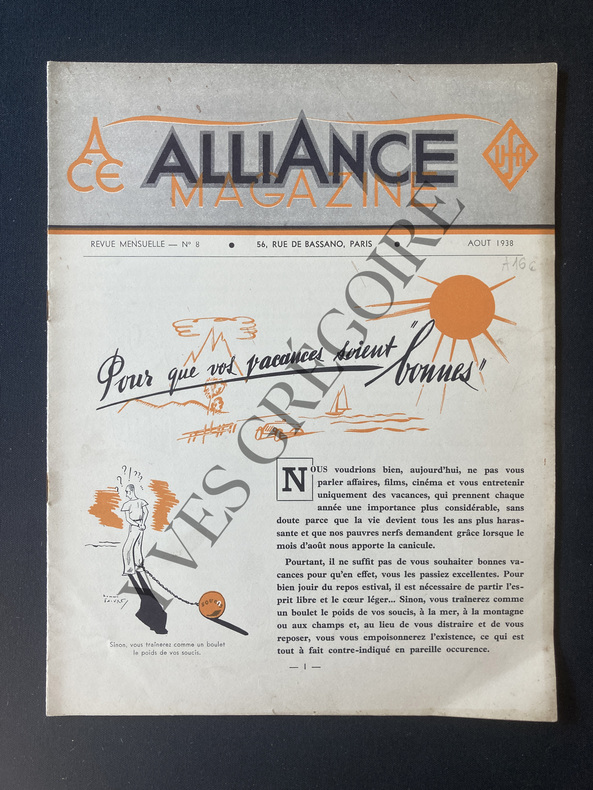 ACE
ALLIANCE
MAGAZINE
UFA
REVUE MENSUELLE — N° 8 • 56, RUE DE BASSANO, PARIS • AOUT 1938
A16€
Pour que vos vacances soient "bonnes"
NOUS voudrions bien, aujourd'hui, ne pas vous
parler affaires, films, cinéma et vous entretenir
uniquement des vacances, qui prennent chaque
année une importance plus considérable, sans
doute parce que la vie devient tous les ans plus haras-
sante et que nos pauvres nerfs demandent grâce lorsque le
mois d'août nous apporte la canicule.
Pourtant, il ne suffit pas de vous souhaiter bonnes va-
cances pour qu'en effet, vous les passiez excellentes. Pour
bien jouir du repos estival, il est nécessaire de partir l'es-
prit libre et le cœur léger... Sinon, vous traînerez comme
un boulet le poids de vos soucis, à la mer, à la montagne
ou aux champs et, au lieu de vous distraire et de vous
reposer, vous vous empoisonnerez l'existence, ce qui est
tout à fait contre-indiqué en pareille occurence.
? ! ? ? ?
Sinon, vous traînerez comme un boulet
le poids de vos soucis.
— 1 —
YVES GRÉGOIRE